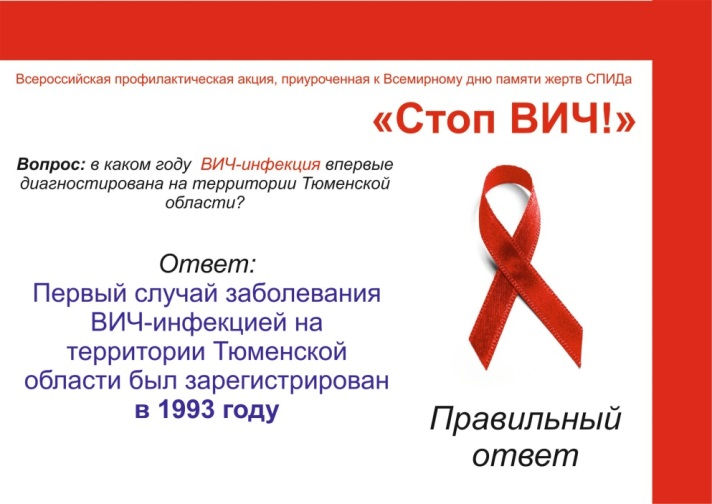 Всероссийская профилактическая акция, приуроченная к Всемирному дню памяти жертв СПИДа
«Стоп ВИЧ!»
Вопрос: в каком году ВИЧ-инфекция впервые
диагностирована на территории Тюменской
области?
Ответ:
Первый случай заболевания
ВИЧ-инфекцией на
территории Тюменской
области был зарегистрирован
в 1993 году
Правильный
ответ